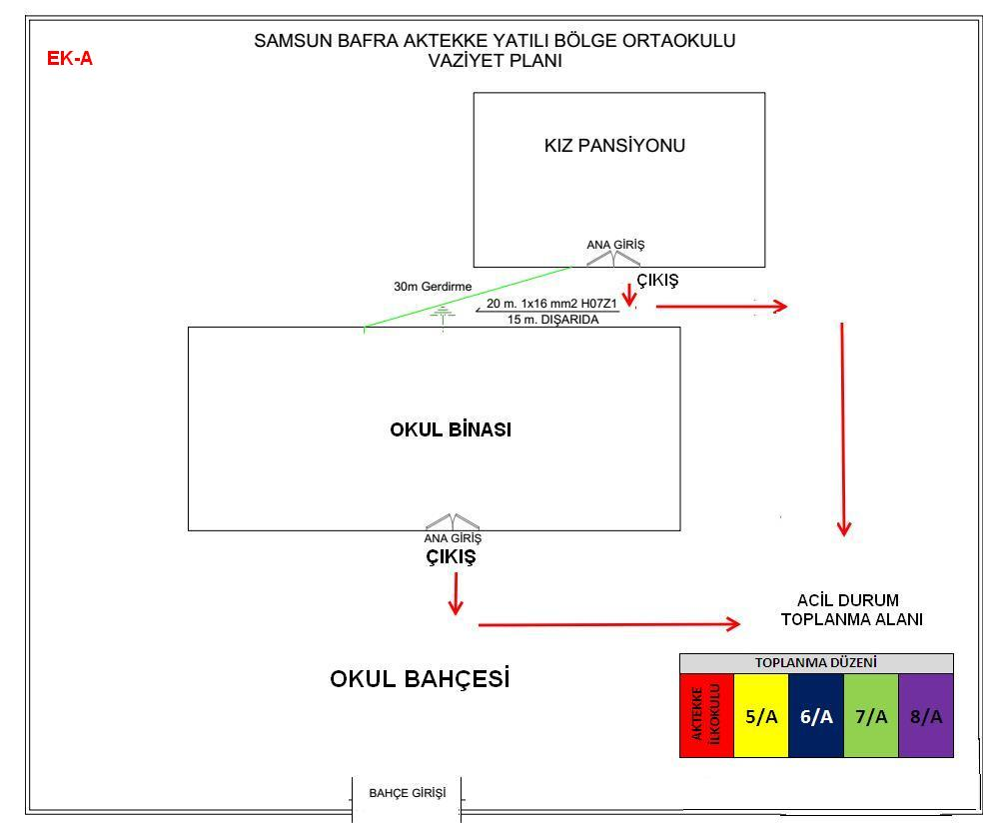 SAMSUN BAFRA AKTEKKE YATILI BÖLGE ORTAOKULU
VAZİYET PLANI
EK-A
KIZ PANSİYONU
ANA GİRİŞ
ÇIKIŞ
30m Gerdirme
20 m. 1x16 mm2 H07Z1
15 m. DIŞARIDA
OKUL BİNASI
ANA GİRİŞ
ÇIKIŞ
ACİL DURUM
TOPLANMA ALANI
OKUL BAHÇESİ
TOPLANMA DÜZENİ
AKTEKKE
İLKOKULU
5/A
6/A
7/A
8/A
BAHÇE GİRİŞİ